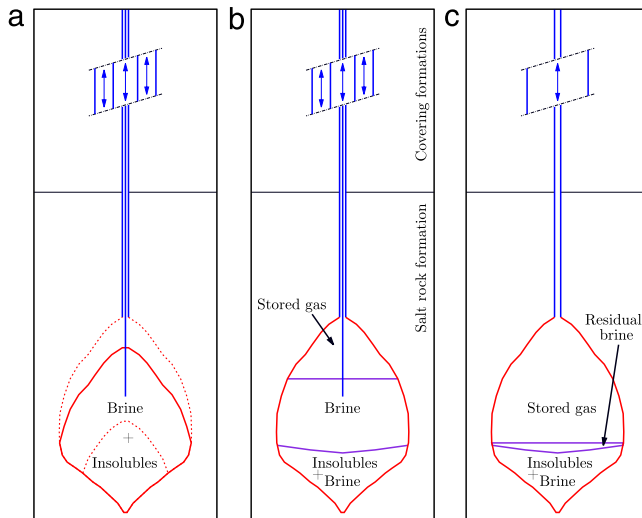 a
Brine
+
Insolubles
b
Covering formations
Salt rock formation
Stored gas
Brine
Insolubles
+
Brine
c
Residual
brine
Stored gas
Insolubles
+
Brine